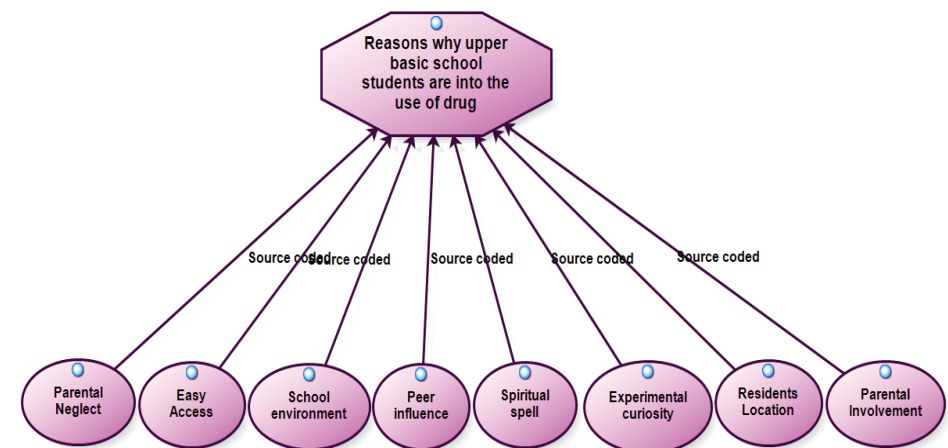 Reasons why upper
basic school
students are into the
use of drug
Source coded
Source coded
Source coded
Source coded
Source coded
Parental
Neglect
Easy
Access
School
environment
Peer
influence
Spiritual
spell
Experimental
curiosity
Residents
Location
Parental
Involvement